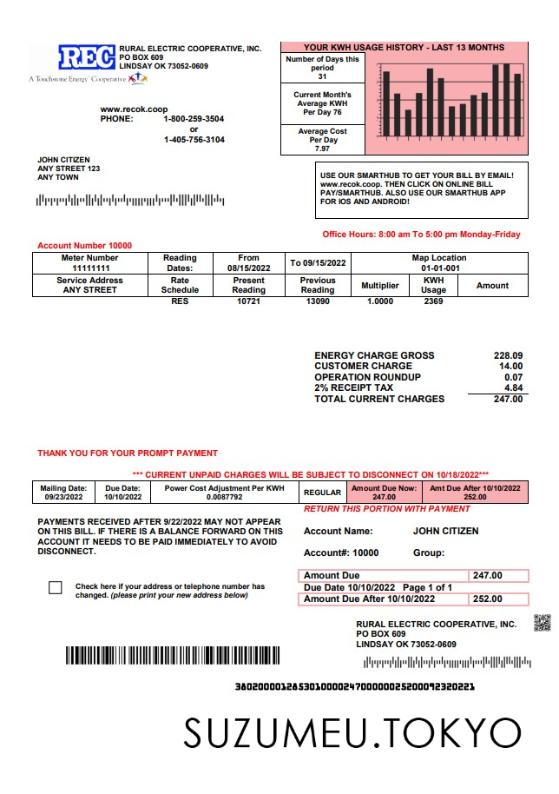 REC
RURAL ELECTRIC COOPERATIVE, INC.
PO BOX 609
LINDSAY OK 73052-0609
A Touchstone Energy Cooperative
www.recok.coop
PHONE: 1-800-259-3504
or
1-405-756-3104
JOHN CITIZEN
ANY STREET 123
ANY TOWN
YOUR KWH USAGE HISTORY - LAST 13 MONTHS
Number of Days this
period
31
Current Month's
Average KWH
Per Day 76
Average Cost
Per Day
7.97
USE OUR SMARTHUB TO GET YOUR BILL BY EMAIL!
www.recok.coop. THEN CLICK ON ONLINE BILL
PAY/SMARTHUB. ALSO USE OUR SMARTHUB APP
FOR IOS AND ANDROID!
Office Hours: 8:00 am To 5:00 pm Monday-Friday
Account Number 10000
Meter Number
11111111
Reading
Dates:
From
08/15/2022
To 09/15/2022
Map Location
01-01-001
Service Address
ANY STREET
Rate
Schedule
Present
Reading
Previous
Reading
Multiplier
KWH
Usage
Amount
RES 10721 13090 1.0000 2369
ENERGY CHARGE GROSS 228.09
CUSTOMER CHARGE 14.00
OPERATION ROUNDUP 0.07
2% RECEIPT TAX 4.84
TOTAL CURRENT CHARGES 247.00
THANK YOU FOR YOUR PROMPT PAYMENT
*** CURRENT UNPAID CHARGES WILL BE SUBJECT TO DISCONNECT ON 10/18/2022***
Mailing Date:
09/23/2022
Due Date:
10/10/2022
Power Cost Adjustment Per KWH
0.0087792
REGULAR
Amount Due Now:
247.00
Amt Due After 10/10/2022
252.00
RETURN THIS PORTION WITH PAYMENT
PAYMENTS RECEIVED AFTER 9/22/2022 MAY NOT APPEAR
ON THIS BILL. IF THERE IS A BALANCE FORWARD ON THIS
ACCOUNT IT NEEDS TO BE PAID IMMEDIATELY TO AVOID
DISCONNECT.
Account Name: JOHN CITIZEN
Account#: 10000 Group:
Check here if your address or telephone number has
changed. (please print your new address below)
Amount Due 247.00
Due Date 10/10/2022 Page 1 of 1
Amount Due After 10/10/2022 252.00
RURAL ELECTRIC COOPERATIVE, INC.
PO BOX 609
LINDSAY OK 73052-0609
SUZUMEU.TOKYO